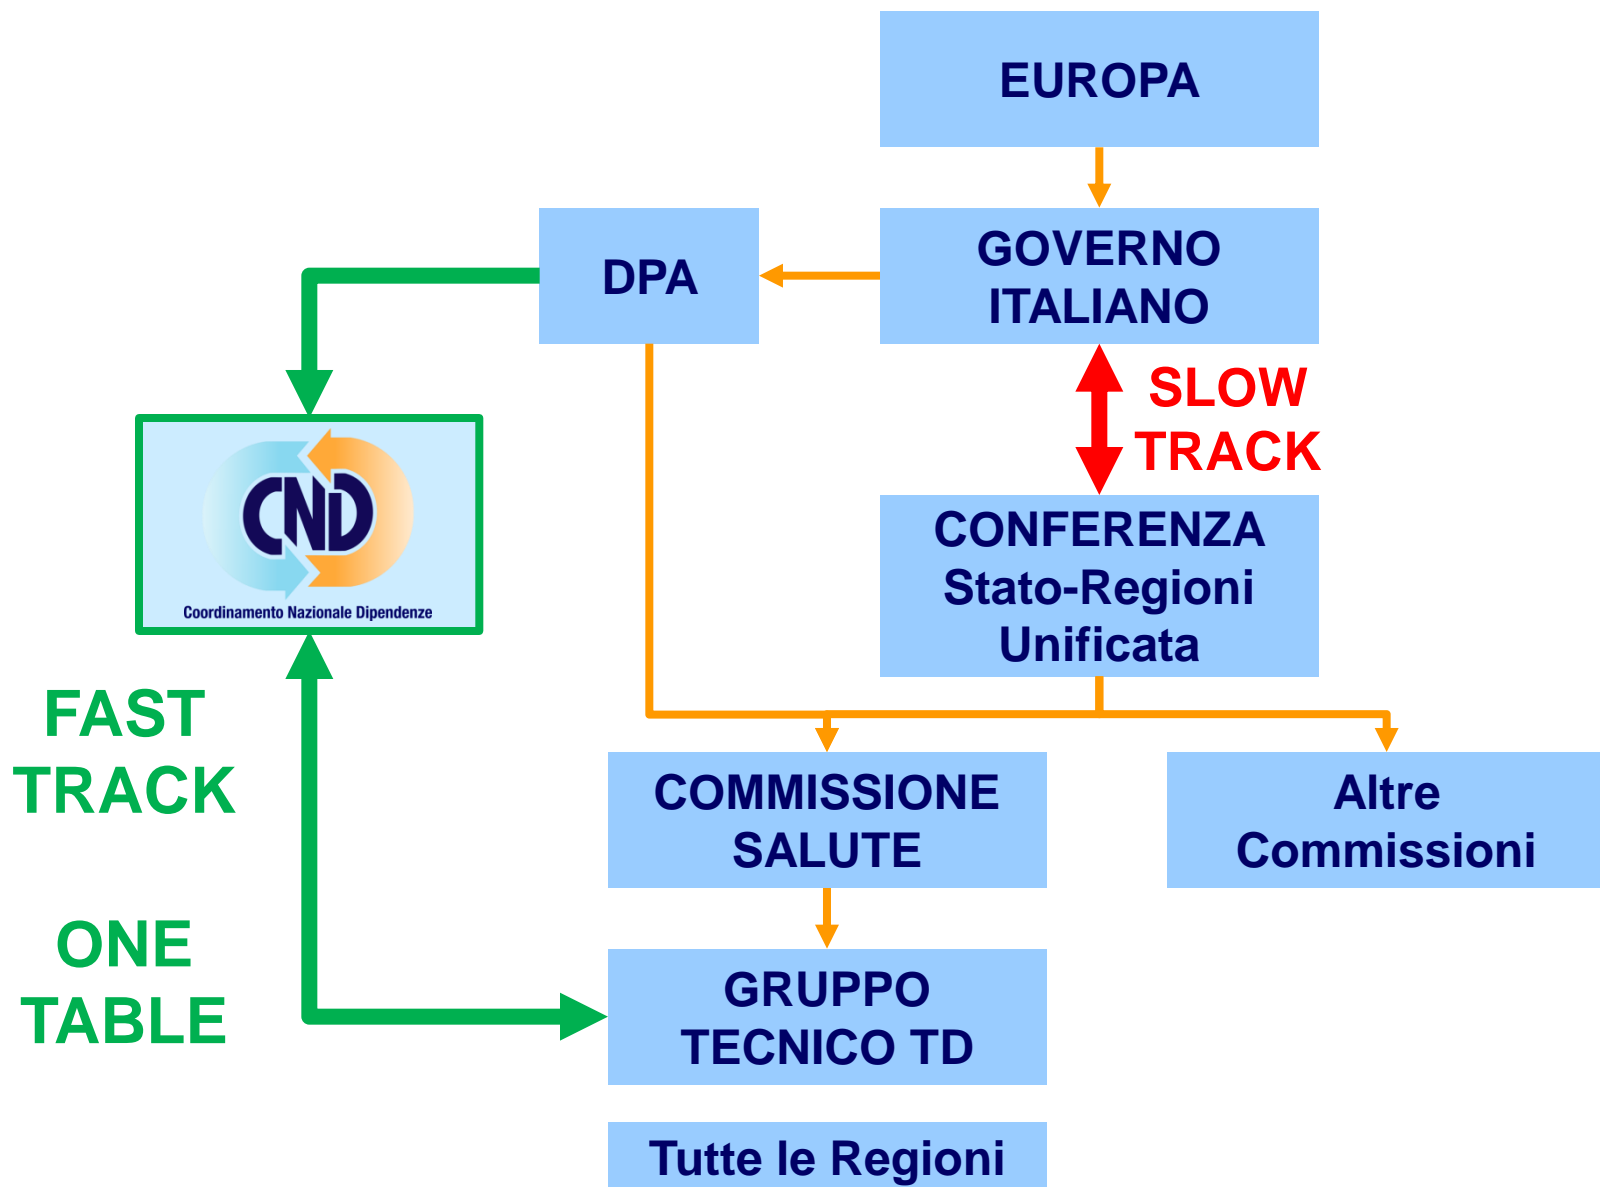 EUROPA
DPA
GOVERNO
ITALIANO
SLOW
TRACK
CND
Coordinamento Nazionale Dipendenze
CONFERENZA
Stato-Regioni
Unificata
FAST
TRACK
ONE
TABLE
COMMISSIONE
SALUTE
Altre
Commissioni
GRUPPO
TECNICO TD
Tutte le Regioni